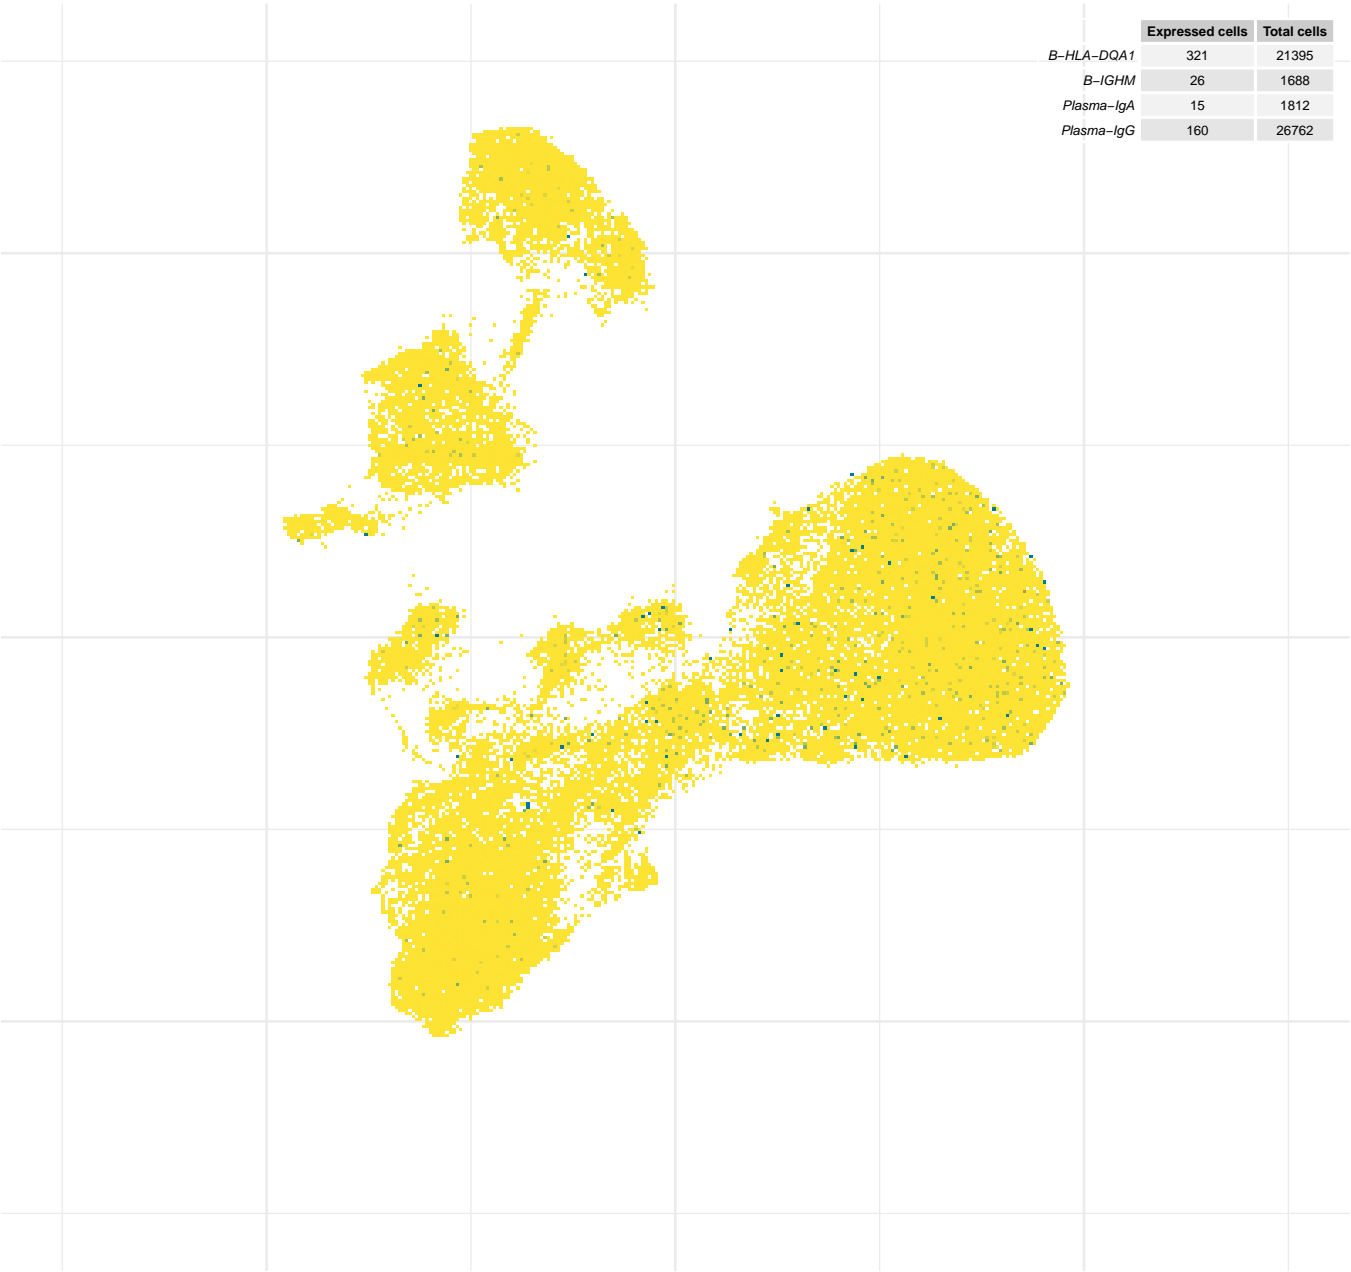 Expressed cells Total cells
B−HLA−DQA1 321 21395
B−IGHM 26 1688
Plasma−IgA 15 1812
Plasma−IgG 160 26762